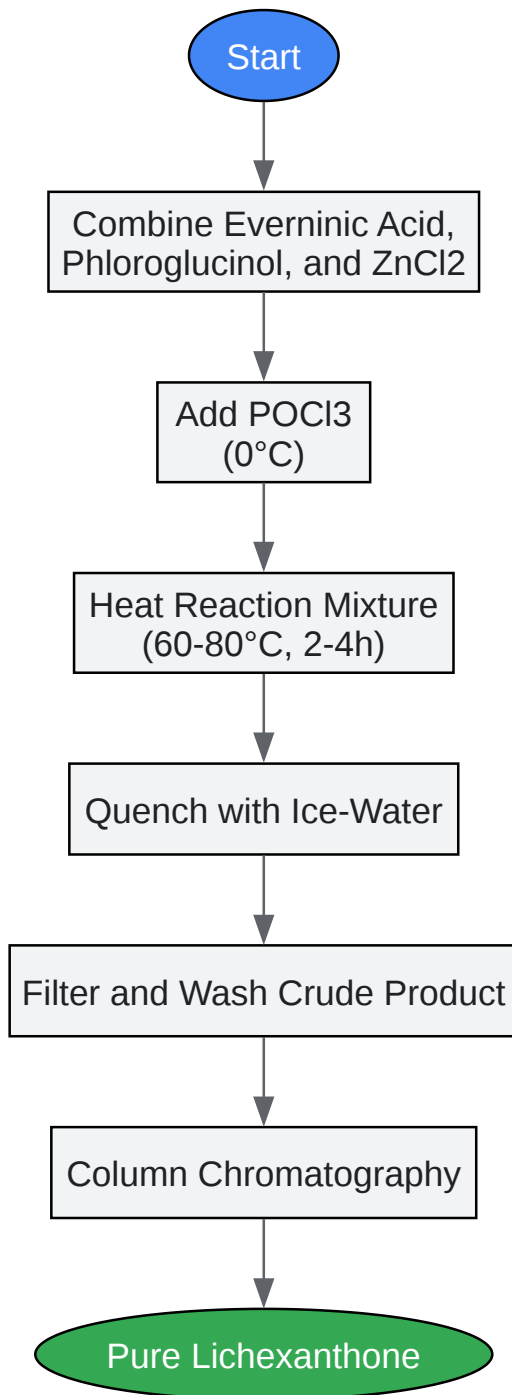 Start
Combine Everninic Acid,
Phloroglucinol, and ZnCl2
Add POCl3
(0°C)
Heat Reaction Mixture
(60-80°C, 2-4h)
Quench with Ice-Water
Filter and Wash Crude Product
Column Chromatography
Pure Lichexanthone